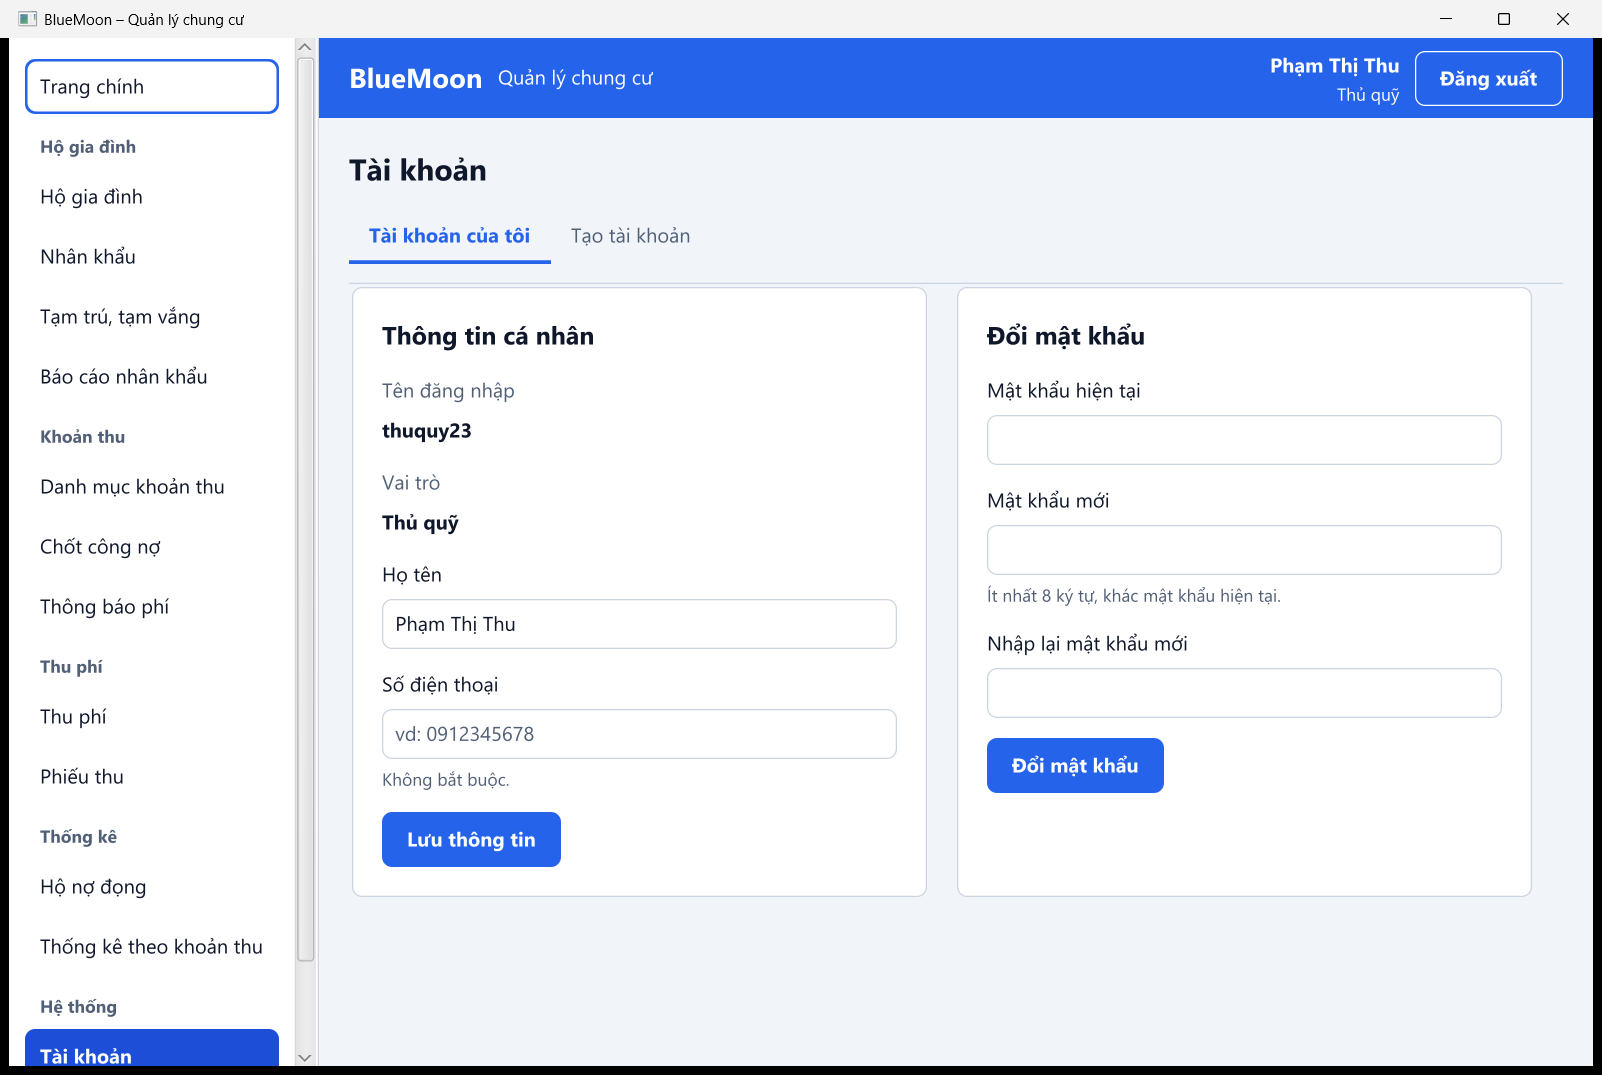 BlueMoon – Quản lý chung cư
Trang chính
Hộ gia đình
Hộ gia đình
Nhân khẩu
Tạm trú, tạm vắng
Báo cáo nhân khẩu
Khoản thu
Danh mục khoản thu
Chốt công nợ
Thông báo phí
Thu phí
Thu phí
Phiếu thu
Thống kê
Hộ nợ đọng
Thống kê theo khoản thu
Hệ thống
Tài khoản
BlueMoon Quản lý chung cư
Phạm Thị Thu
Thủ quỹ
Đăng xuất
Tài khoản
Tài khoản của tôi
Tạo tài khoản
Thông tin cá nhân
Tên đăng nhập
thuquy23
Vai trò
Thủ quỹ
Họ tên
Phạm Thị Thu
Số điện thoại
vd: 0912345678
Không bắt buộc.
Lưu thông tin
Đổi mật khẩu
Mật khẩu hiện tại
Mật khẩu mới
Ít nhất 8 ký tự, khác mật khẩu hiện tại.
Nhập lại mật khẩu mới
Đổi mật khẩu